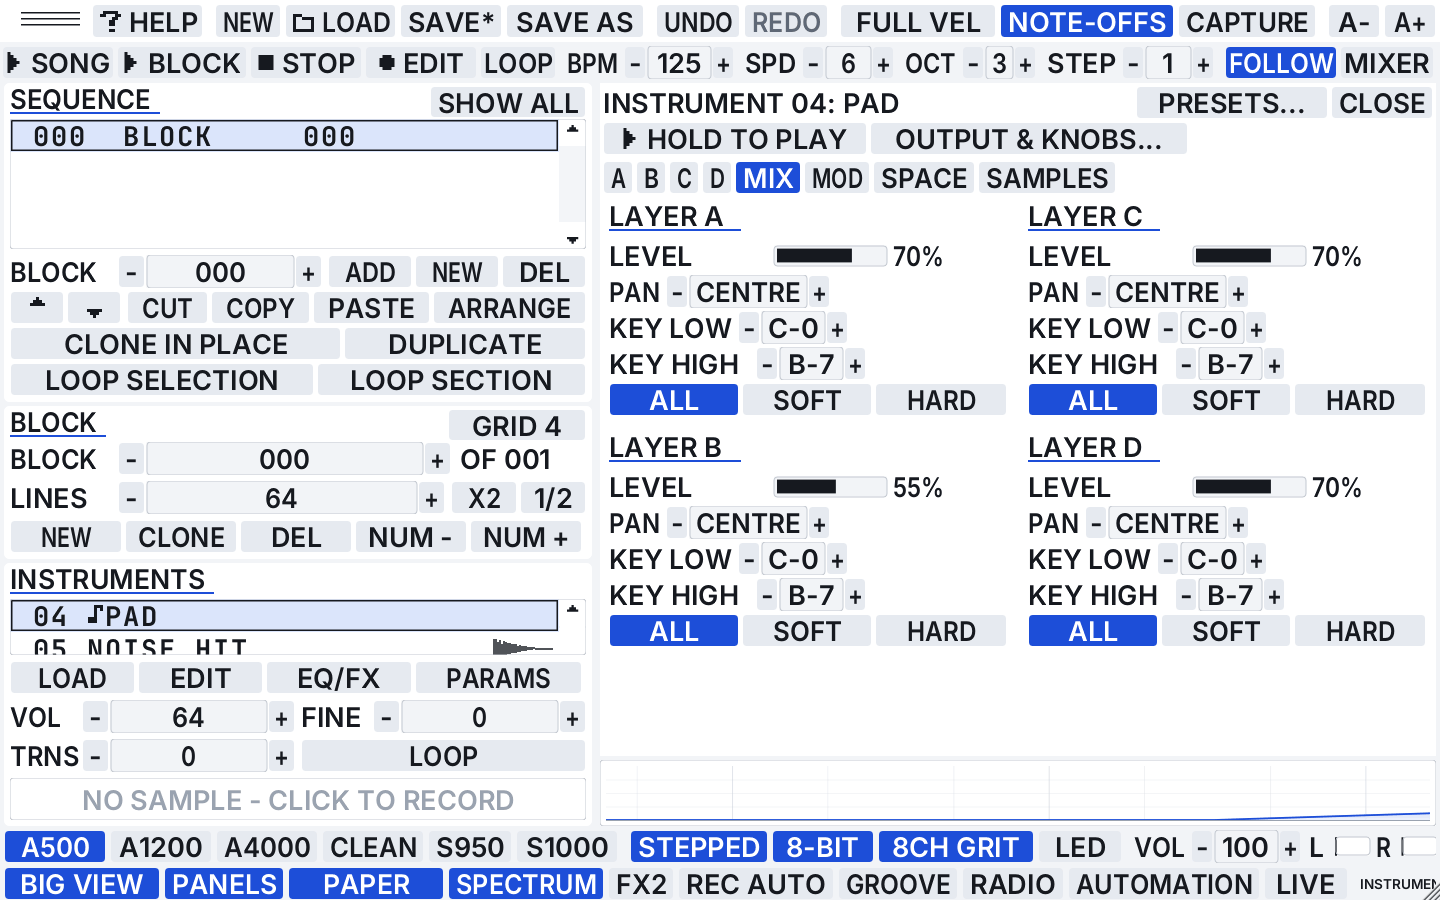 HELP NEW LOAD SAVE* SAVE AS UNDO REDO FULL VEL NOTE-OFFS CAPTURE A- A+
SONG BLOCK STOP EDIT LOOP BPM - 125 + SPD - 6 + OCT - 3 + STEP - 1 + FOLLOW MIXER
SEQUENCE SHOW ALL
000 BLOCK 000
BLOCK - 000 + ADD NEW DEL
CUT COPY PASTE ARRANGE
CLONE IN PLACE DUPLICATE
LOOP SELECTION LOOP SECTION
BLOCK GRID 4
BLOCK - 000 + OF 001
LINES - 64 + X2 1/2
NEW CLONE DEL NUM - NUM +
INSTRUMENTS
04 PAD
05 NOISE HIT
LOAD EDIT EQ/FX PARAMS
VOL - 64 + FINE - 0 +
TRNS - 0 + LOOP
NO SAMPLE - CLICK TO RECORD
INSTRUMENT 04: PAD PRESETS... CLOSE
HOLD TO PLAY OUTPUT & KNOBS...
A B C D MIX MOD SPACE SAMPLES
LAYER A
LEVEL 70%
PAN - CENTRE +
KEY LOW - C-0 +
KEY HIGH - B-7 +
ALL SOFT HARD
LAYER C
LEVEL 70%
PAN - CENTRE +
KEY LOW - C-0 +
KEY HIGH - B-7 +
ALL SOFT HARD
LAYER B
LEVEL 55%
PAN - CENTRE +
KEY LOW - C-0 +
KEY HIGH - B-7 +
ALL SOFT HARD
LAYER D
LEVEL 70%
PAN - CENTRE +
KEY LOW - C-0 +
KEY HIGH - B-7 +
ALL SOFT HARD
A500 A1200 A4000 CLEAN S950 S1000 STEPPED 8-BIT 8CH GRIT LED VOL - 100 + L R
BIG VIEW PANELS PAPER SPECTRUM FX2 REC AUTO GROOVE RADIO AUTOMATION LIVE